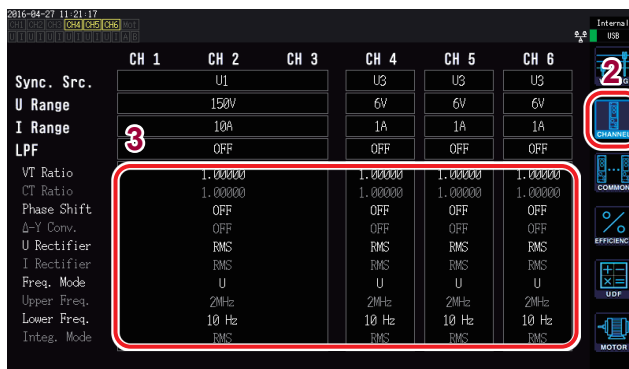 2016-04-27 11:21:17
CH1 CH2 CH3 CH4 CH5 CH6 Mot
U I U I U I U I U I U I A B
Internal
USB
CH 1 CH 2 CH 3 CH 4 CH 5 CH 6
2
Sync. Src. U1 U3 U3 U3
U Range 150V 6V 6V 6V
I Range 10A 1A 1A 1A
CHANNEL
3
LPF OFF OFF OFF OFF
VT Ratio 1.00000 1.00000 1.00000 1.00000
CT Ratio 1.00000 1.00000 1.00000 1.00000
COMMON
Phase Shift OFF OFF OFF OFF
Δ-Y Conv. OFF OFF OFF OFF
U Rectifier RMS RMS RMS RMS
EFFICIENC
I Rectifier RMS RMS RMS RMS
Freq. Mode U U U U
Upper Freq. 2MHz 2MHz 2MHz 2MHz
UDF
Lower Freq. 10 Hz 10 Hz 10 Hz 10 Hz
Integ. Mode RMS RMS RMS RMS
MOTOR